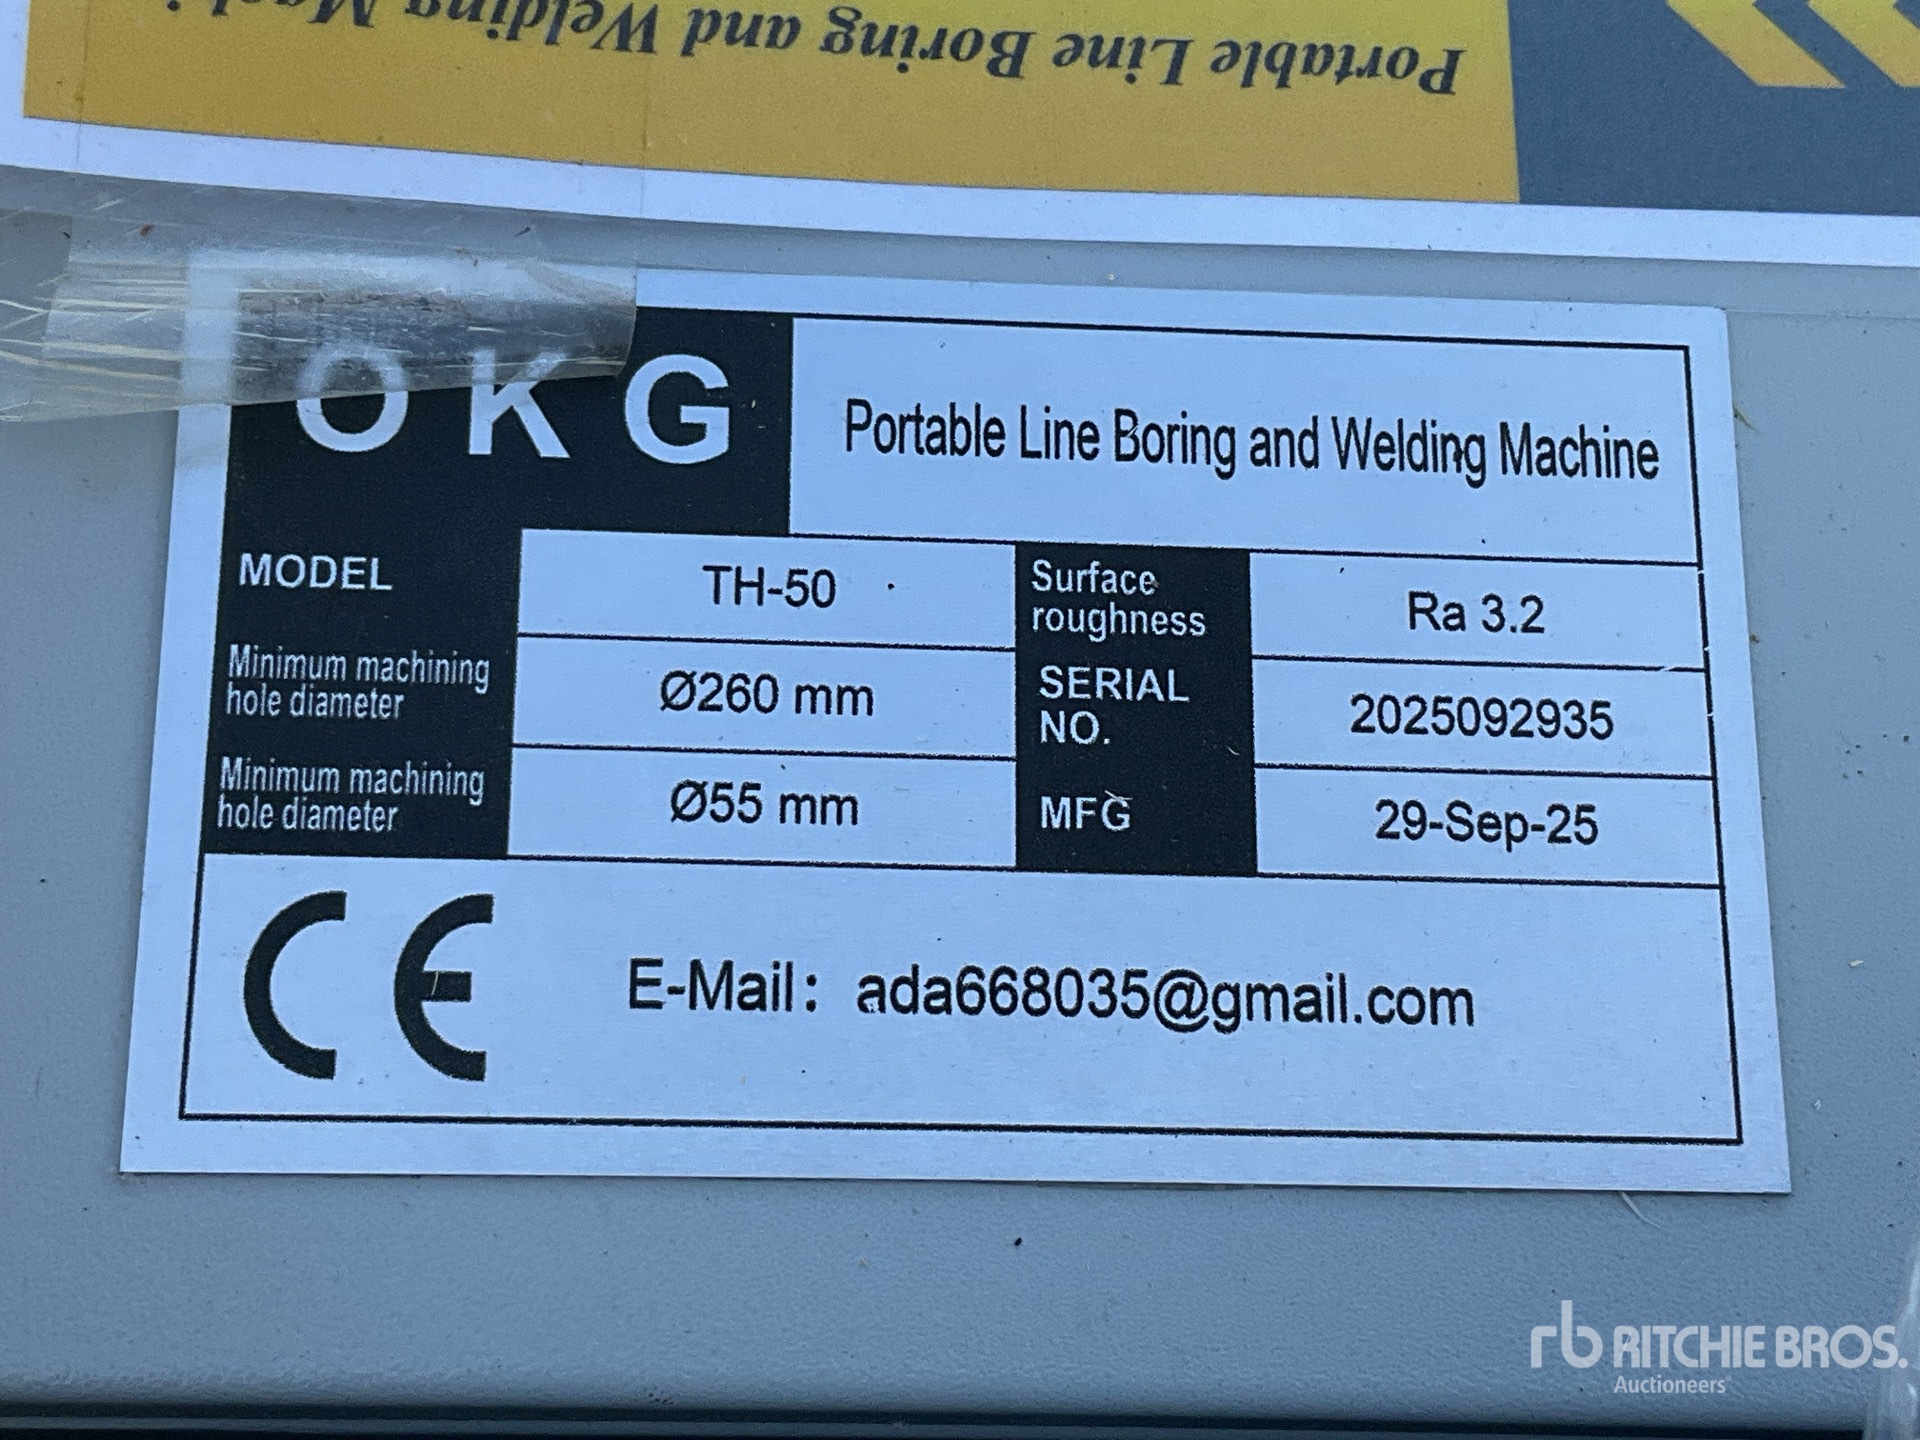 Portable Line Boring and Welding
OKG
Portable Line Boring and Welding Machine
MODEL
TH-50
Surface
roughness
Ra 3.2
Minimum machining
hole diameter
Ø260 mm
SERIAL
NO.
2025092935
Minimum machining
hole diameter
Ø55 mm
MFG
29-Sep-25
CE
E-Mail: ada668035@gmail.com
rb RITCHIE BROS.
Auctioneers